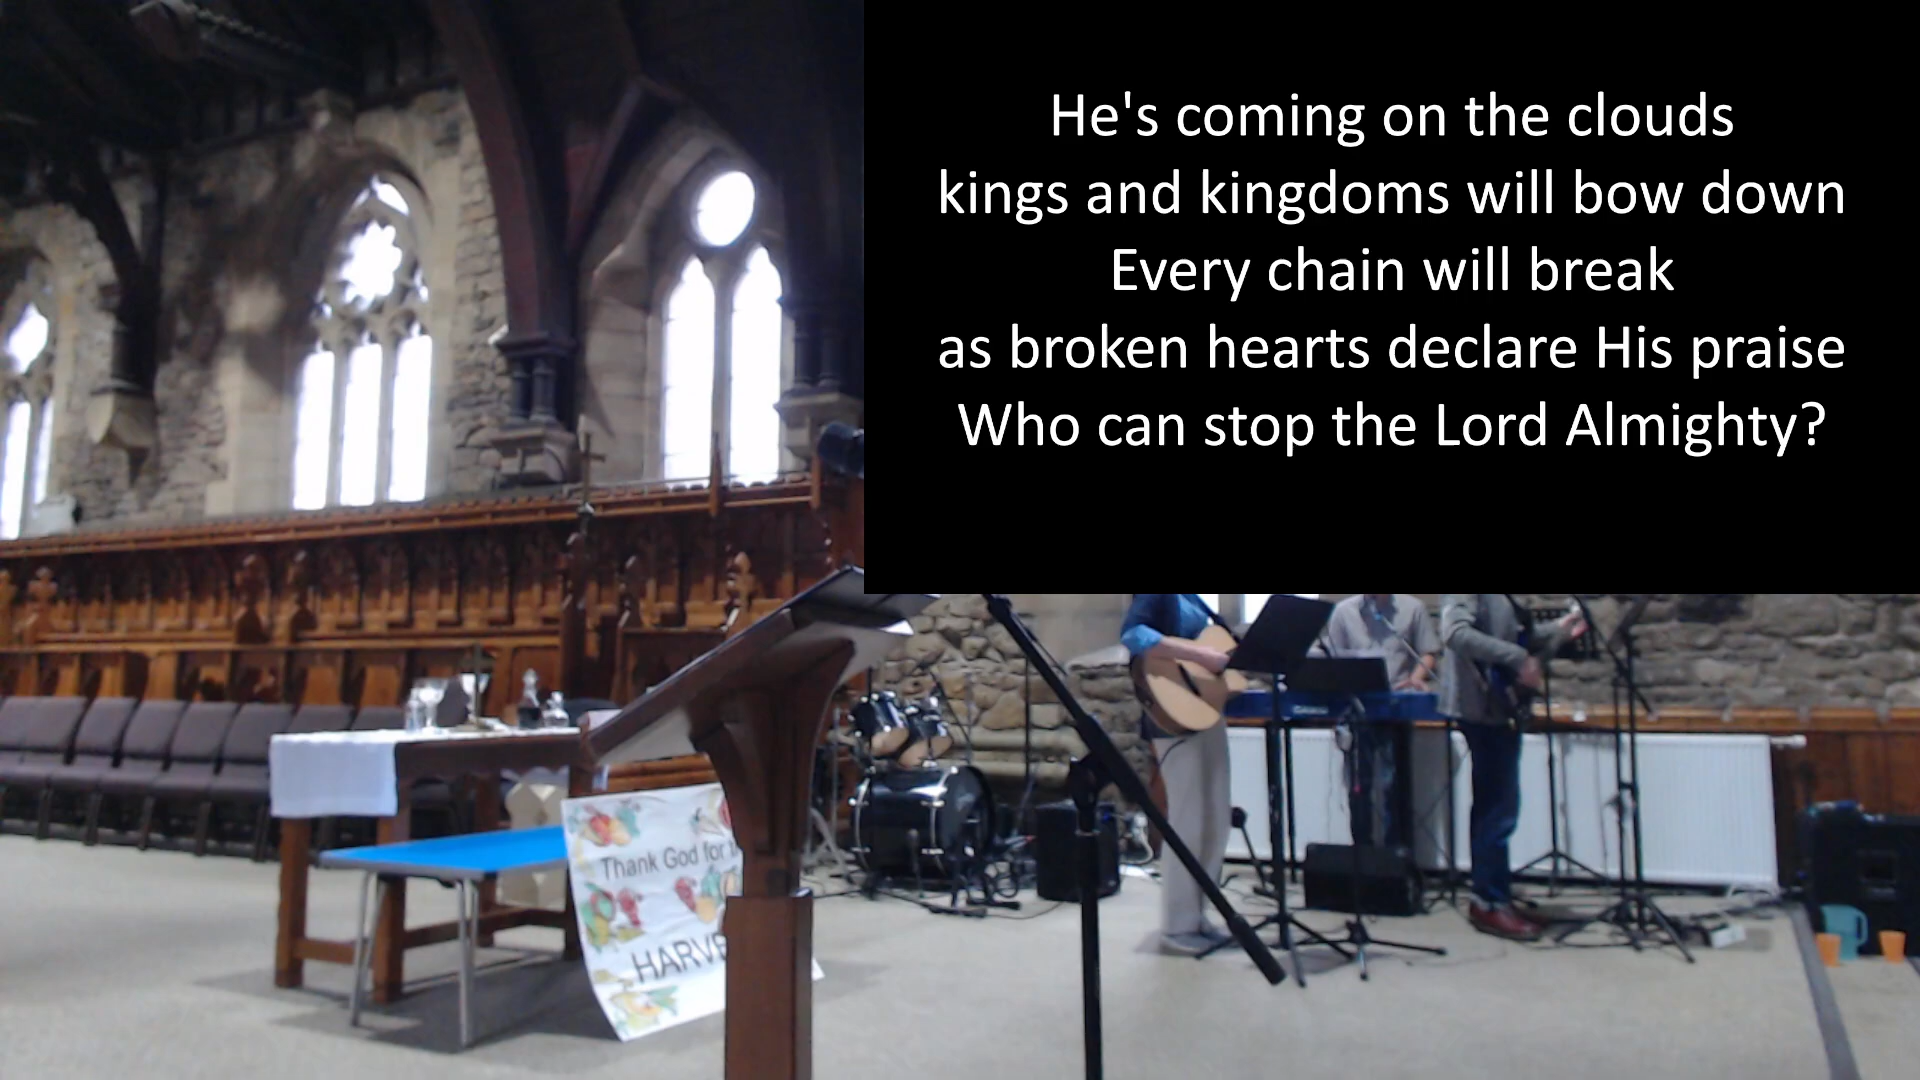 He's coming on the clouds
kings and kingdoms will bow down
Every chain will break
as broken hearts declare His praise
Who can stop the Lord Almighty?
Thank God for